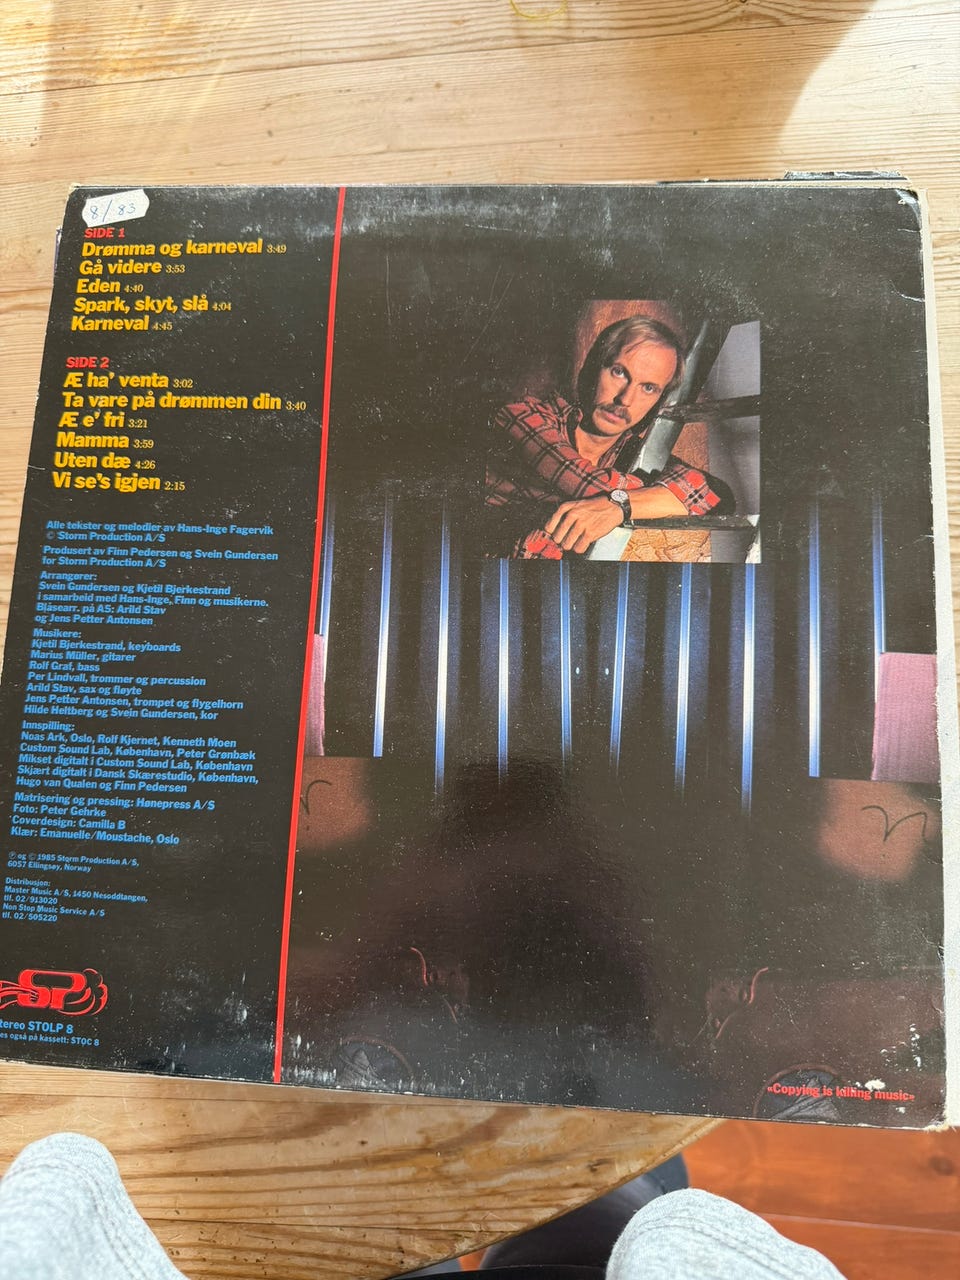 8/83
SIDE 1
Drømma og karneval 3:49
Gå videre 3:53
Eden 4:40
Spark, skyt, slå 4:04
Karneval 4:45
SIDE 2
Æ ha' venta 3:02
Ta vare på drømmen din 3:40
Æ e' fri 3:21
Mamma 3:59
Uten dæ 4:26
Vi se's igjen 2:15
Alle tekster og melodier av Hans-Inge Fagervik
© Storm Production A/S
Produsert av Finn Pedersen og Svein Gundersen
for Storm Production A/S
Arrangører:
Svein Gundersen og Kjetil Bjerkestrand
i samarbeid med Hans-Inge, Finn og musikerne.
Blåsearr. på A5: Arild Stav
og Jens Petter Antonsen
Musikere:
Kjetil Bjerkestrand, keyboards
Marius Müller, gitarer
Rolf Graf, bass
Per Lindvall, trommer og percussion
Arild Stav, sax og fløyte
Jens Petter Antonsen, trompet og flygelhorn
Hilde Heltberg og Svein Gundersen, kor
Innspilling:
Noas Ark, Oslo, Rolf Kjernet, Kenneth Moen
Custom Sound Lab, København, Peter Grønbæk
Mikset digitalt i Custom Sound Lab, København
Skjært digitalt i Dansk Skærestudio, København,
Hugo van Qualen og Finn Pedersen
Matrisering og pressing: Hønepress A/S
Foto: Peter Gehrke
Coverdesign: Camilla B
Klær: Emanuelle/Moustache, Oslo
℗ og © 1985 Storm Production A/S,
6057 Ellingsøy, Norway
Distribusjon:
Master Music A/S, 1450 Nesoddtangen,
tlf. 02/913020
Non Stop Music Service A/S
tlf. 02/505220
SP
tereo STOLP 8
es også på kassett: STOC 8
«Copying is killing music»